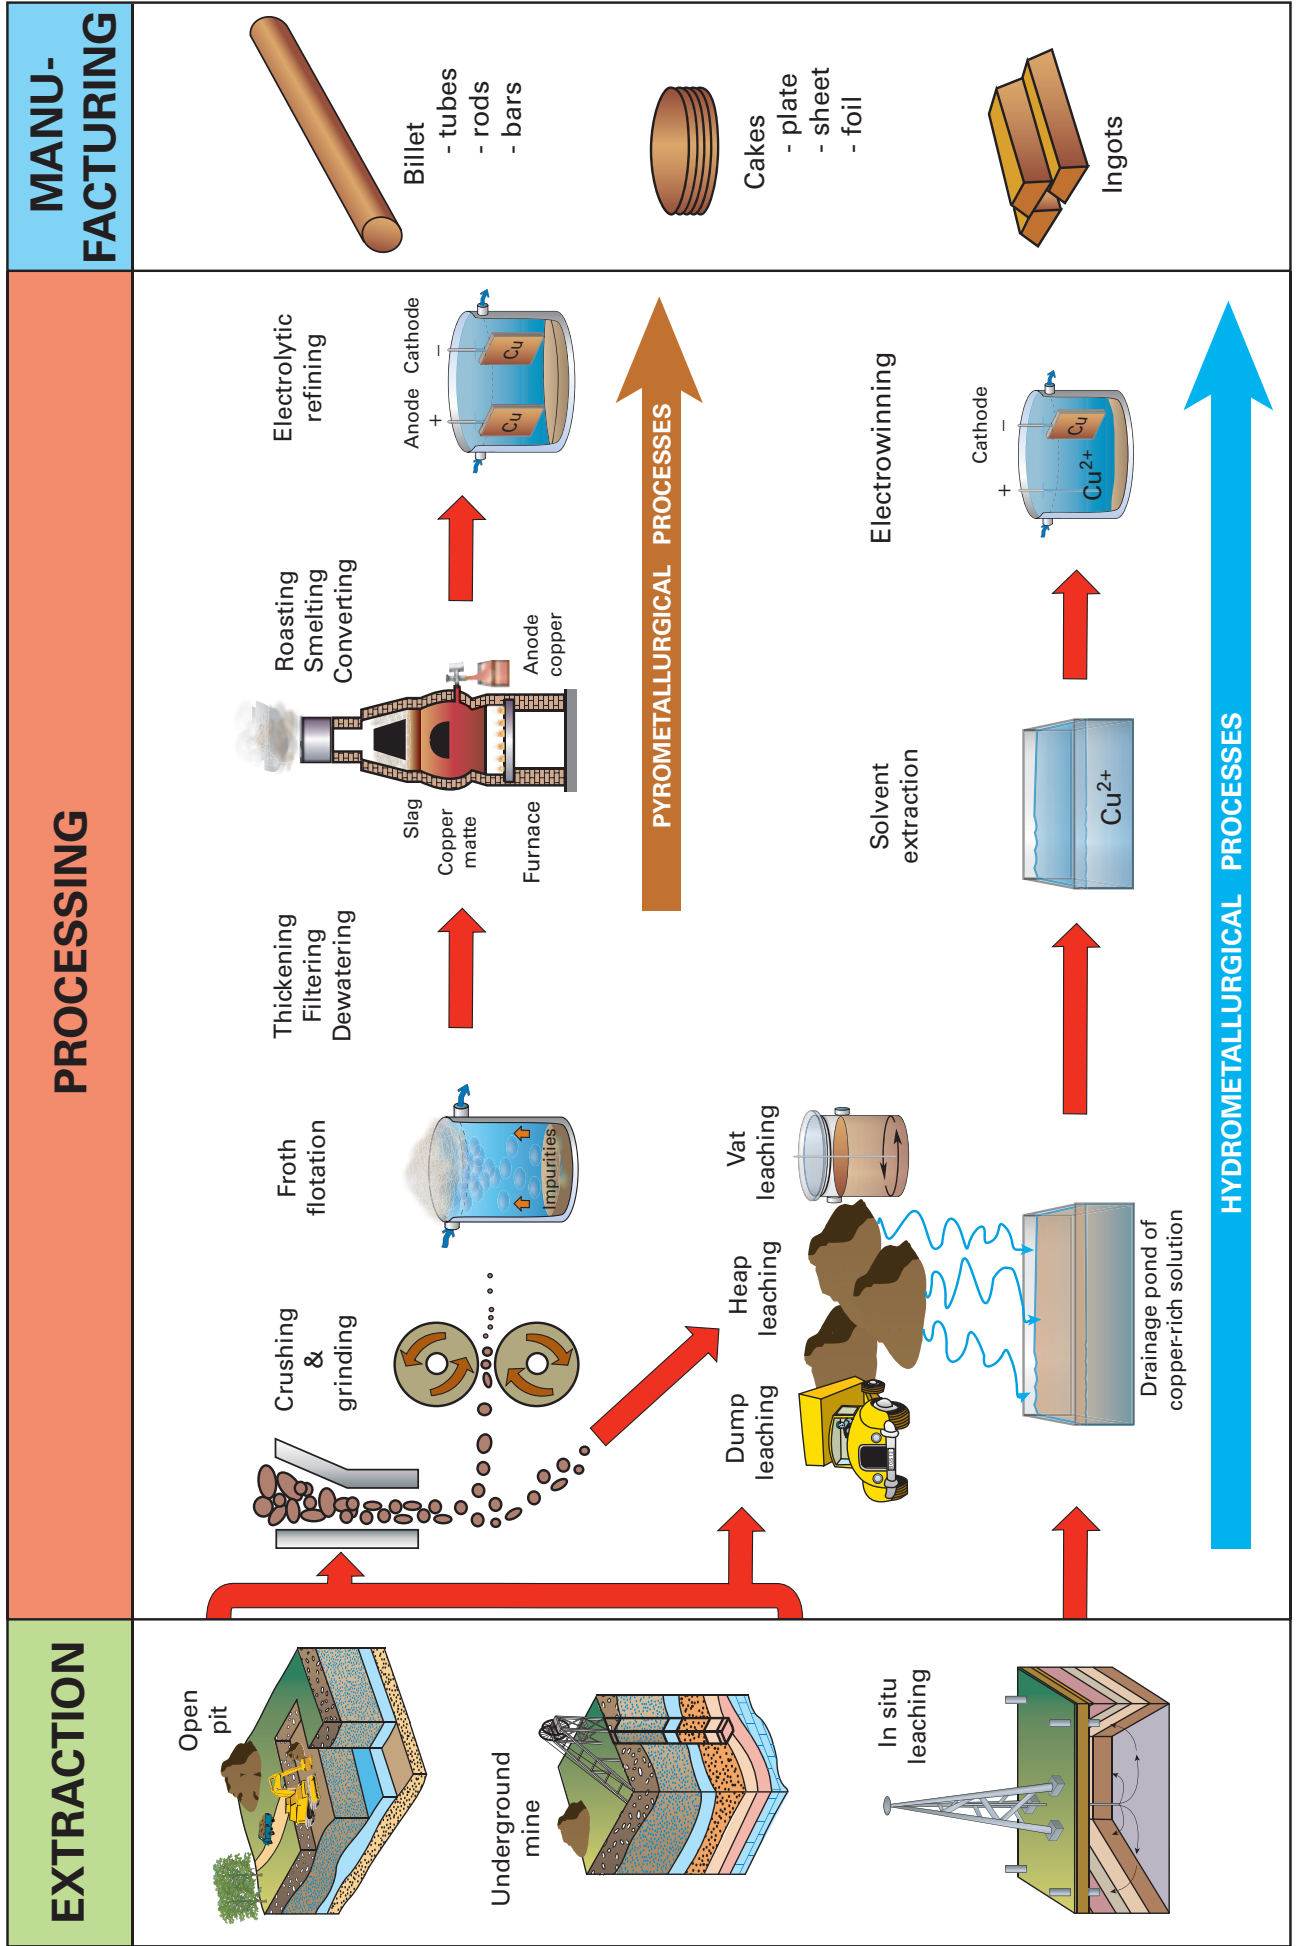 EXTRACTION
PROCESSING
MANU-
FACTURING
Open
pit
Underground
mine
In situ
leaching
Crushing
&
grinding
Froth
flotation
Impurities
Thickening
Filtering
Dewatering
Roasting
Smelting
Converting
Slag
Copper
matte
Furnace
Anode
copper
Electrolytic
refining
Anode
Cathode
+
–
Cu
Cu
PYROMETALLURGICAL PROCESSES
Dump
leaching
Heap
leaching
Vat
leaching
Drainage pond of
copper-rich solution
Solvent
extraction
Cu2+
Electrowinning
Cathode
+
–
Cu2+
Cu
HYDROMETALLURGICAL PROCESSES
Billet
- tubes
- rods
- bars
Cakes
- plate
- sheet
- foil
Ingots